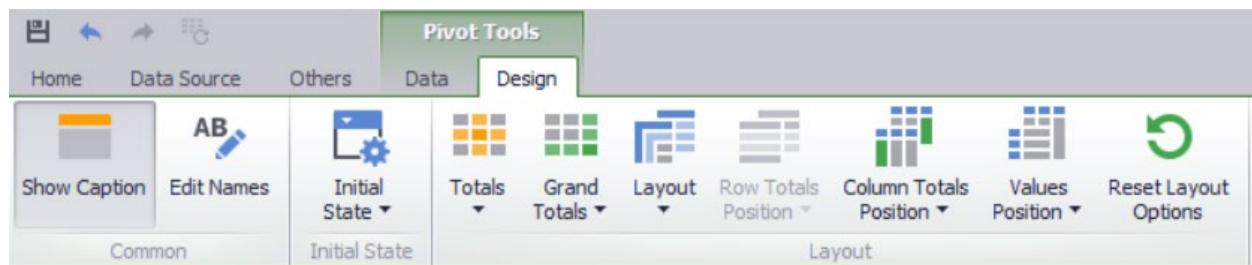 Pivot Tools
Home Data Source Others Data Design
AB
Show Caption Edit Names Initial State Totals Grand Totals Layout Row Totals Position Column Totals Position Values Position Reset Layout Options
Common Initial State Layout